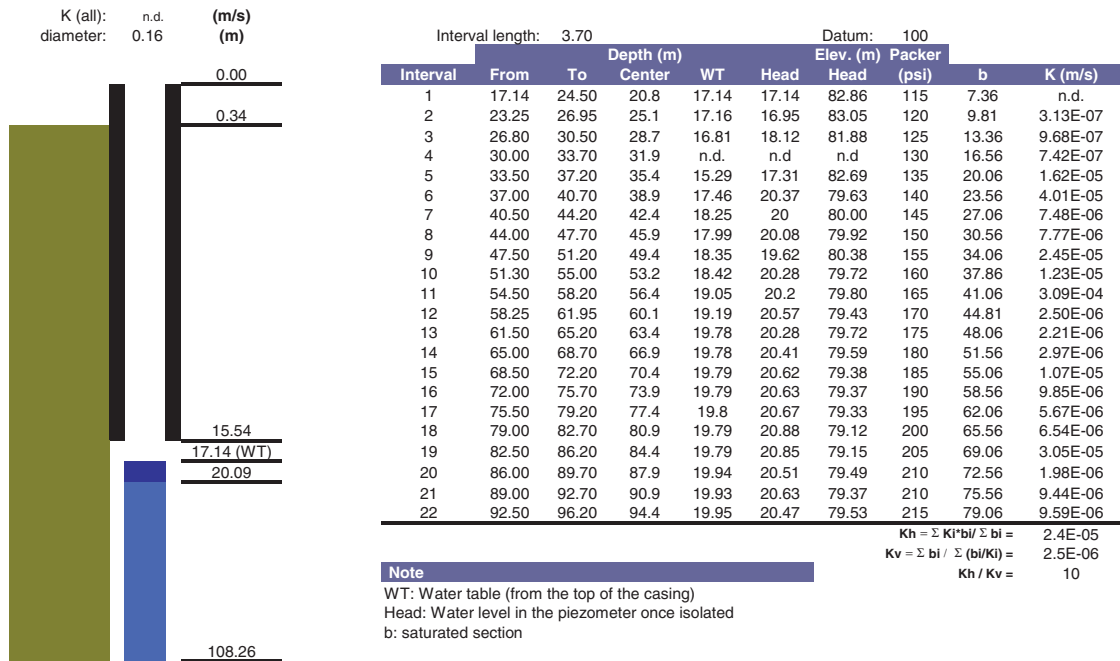 K (all): n.d. (m/s)
diameter: 0.16 (m)
0.00
0.34
15.54
17.14 (WT)
20.09
108.26
Interval length: 3.70 Datum: 100
Depth (m) Elev. (m) Packer
Interval From To Center WT Head Head (psi) b K (m/s)
1 17.14 24.50 20.8 17.14 17.14 82.86 115 7.36 n.d.
2 23.25 26.95 25.1 17.16 16.95 83.05 120 9.81 3.13E-07
3 26.80 30.50 28.7 16.81 18.12 81.88 125 13.36 9.68E-07
4 30.00 33.70 31.9 n.d. n.d n.d 130 16.56 7.42E-07
5 33.50 37.20 35.4 15.29 17.31 82.69 135 20.06 1.62E-05
6 37.00 40.70 38.9 17.46 20.37 79.63 140 23.56 4.01E-05
7 40.50 44.20 42.4 18.25 20 80.00 145 27.06 7.48E-06
8 44.00 47.70 45.9 17.99 20.08 79.92 150 30.56 7.77E-06
9 47.50 51.20 49.4 18.35 19.62 80.38 155 34.06 2.45E-05
10 51.30 55.00 53.2 18.42 20.28 79.72 160 37.86 1.23E-05
11 54.50 58.20 56.4 19.05 20.2 79.80 165 41.06 3.09E-04
12 58.25 61.95 60.1 19.19 20.57 79.43 170 44.81 2.50E-06
13 61.50 65.20 63.4 19.78 20.28 79.72 175 48.06 2.21E-06
14 65.00 68.70 66.9 19.78 20.41 79.59 180 51.56 2.97E-06
15 68.50 72.20 70.4 19.79 20.62 79.38 185 55.06 1.07E-05
16 72.00 75.70 73.9 19.79 20.63 79.37 190 58.56 9.85E-06
17 75.50 79.20 77.4 19.8 20.67 79.33 195 62.06 5.67E-06
18 79.00 82.70 80.9 19.79 20.88 79.12 200 65.56 6.54E-06
19 82.50 86.20 84.4 19.79 20.85 79.15 205 69.06 3.05E-05
20 86.00 89.70 87.9 19.94 20.51 79.49 210 72.56 1.98E-06
21 89.00 92.70 90.9 19.93 20.63 79.37 210 75.56 9.44E-06
22 92.50 96.20 94.4 19.95 20.47 79.53 215 79.06 9.59E-06
Kh = Σ Ki*bi/ Σ bi = 2.4E-05
Kv = Σ bi / Σ (bi/Ki) = 2.5E-06
Kh / Kv = 10
Note
WT: Water table (from the top of the casing)
Head: Water level in the piezometer once isolated
b: saturated section